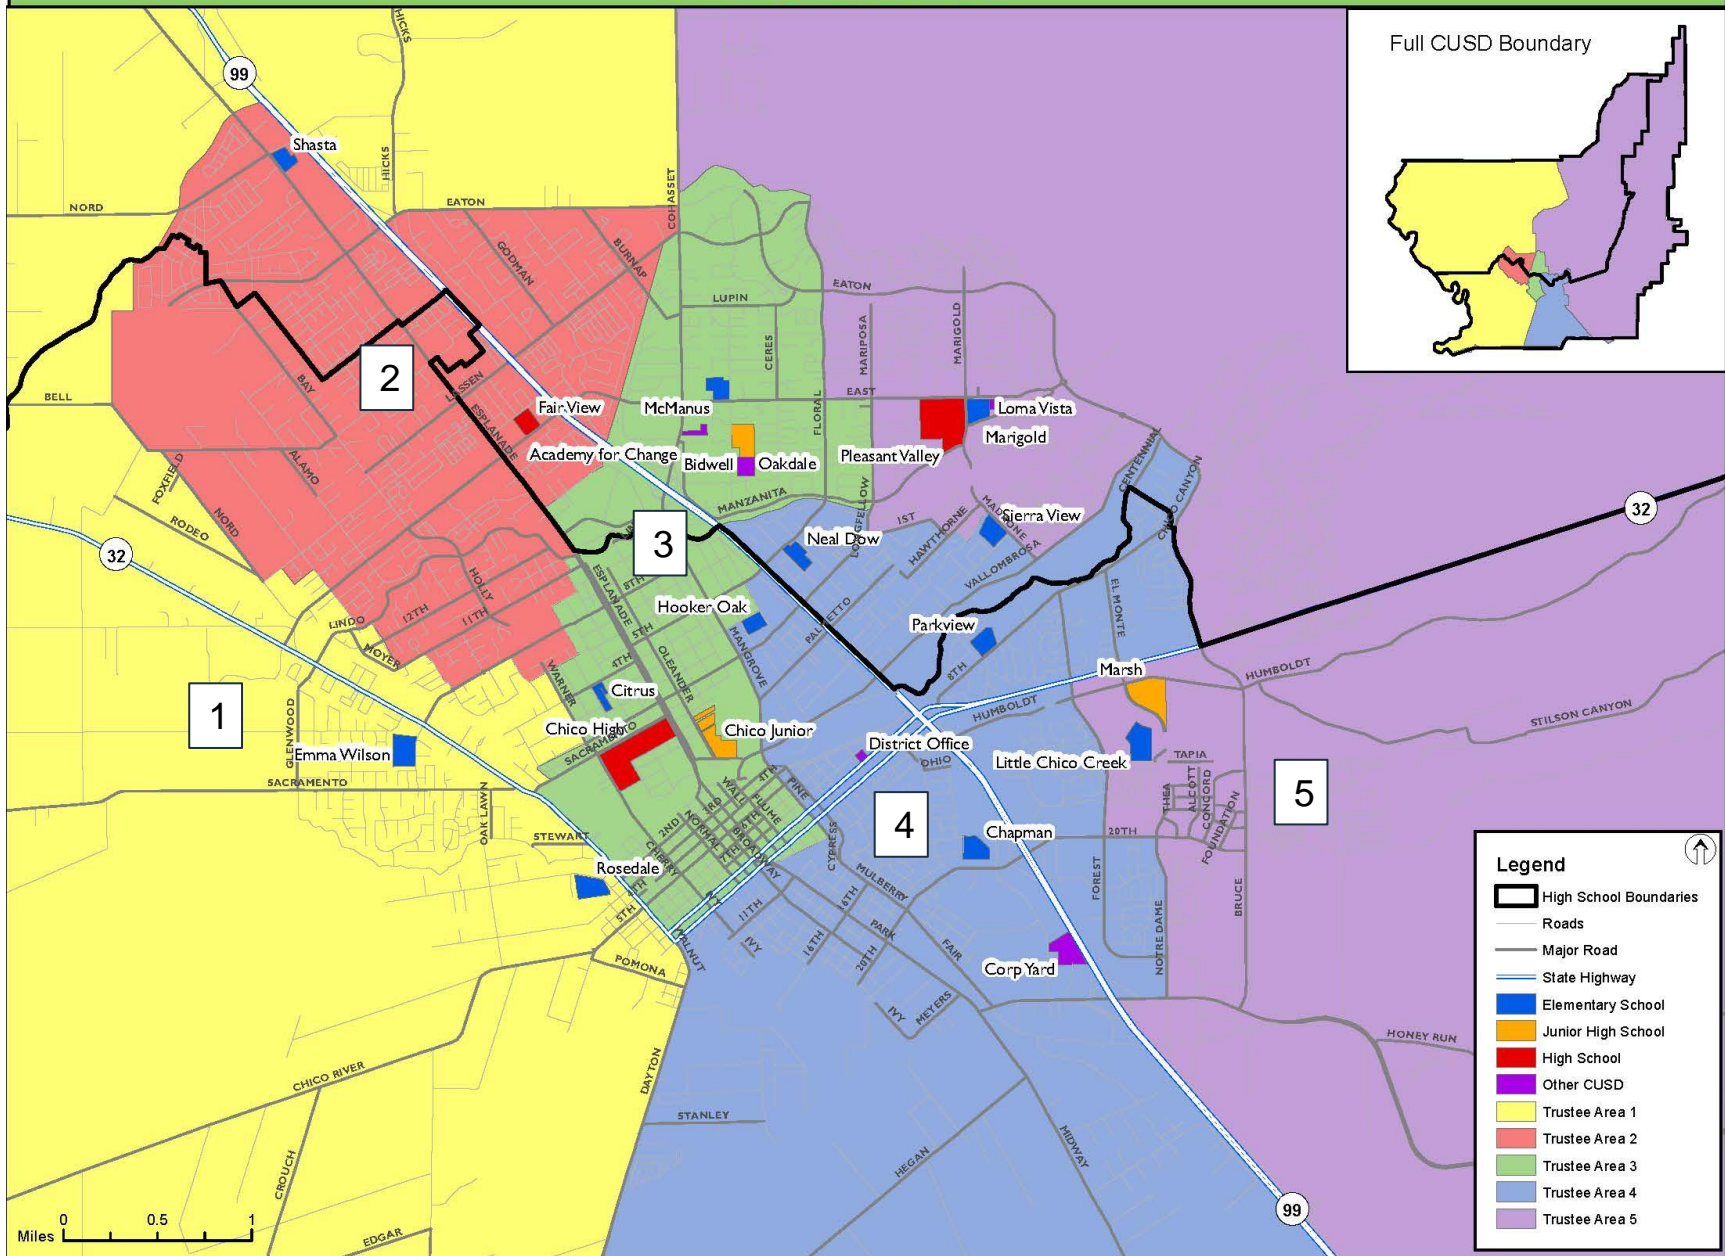 Full CUSD Boundary
99
HICKS
HICKS
Shasta
NORD
EATON
COHASSET
GODMAN
BURNAP
LUPIN
EATON
CERES
MARIPOSA
MARIGOLD
2
BAY
BELL
ESPLANADE
Fair View
McManus
EAST
FLORAL
Loma Vista
Marigold
Academy for Change
Bidwell
Oakdale
Pleasant Valley
CENTENNIAL
CHICO CANYON
ALAMO
FOXFIELD
NORD
RODEO
MANZANITA
LONGFELLOW
1ST
HAWTHORNE
MADRONE
Sierra View
VALLOMBROSA
32
32
3
Neal Dow
HOLLY
12TH
11TH
LINDO
MOYER
ESPLANADE
8TH
Hooker Oak
5TH
4TH
OLEANDER
MANGROVE
PALMETTO
Parkview
8TH
EL MONTE
Marsh
HUMBOLDT
HUMBOLDT
STILSON CANYON
1
GLENWOOD
Emma Wilson
WARNER
Citrus
Chico High
SACRAMENTO
Chico Junior
District Office
OHIO
Little Chico Creek
TAPIA
THEA
ALCOTT
CONCORD
FOUNDATION
5
SACRAMENTO
OAK LAWN
STEWART
Rosedale
2ND
3RD
WALL
4TH
PINE
FLUME
NORMAL
7TH
BROADWAY
CHERRY
CYPRESS
4
Chapman
20TH
FOREST
BRUCE
NOTRE DAME
5TH
11TH
IVY
16TH
16TH
20TH
MULBERRY
PARK
FAIR
Corp Yard
WALNUT
POMONA
IVY
MEYERS
HONEY RUN
CHICO RIVER
DAYTON
STANLEY
HEGAN
MIDWAY
CROUCH
EDGAR
99
0 0.5 1
Miles
Legend
High School Boundaries
Roads
Major Road
State Highway
Elementary School
Junior High School
High School
Other CUSD
Trustee Area 1
Trustee Area 2
Trustee Area 3
Trustee Area 4
Trustee Area 5